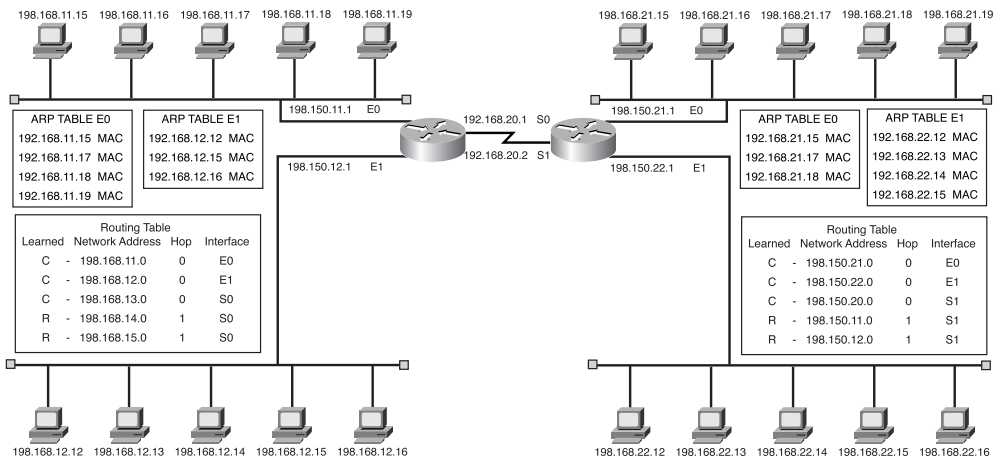 198.168.11.15 198.168.11.16 198.168.11.17 198.168.11.18 198.168.11.19
198.168.21.15 198.168.21.16 198.168.21.17 198.168.21.18 198.168.21.19
198.150.11.1 E0
198.150.21.1 E0
192.168.20.1 S0
192.168.20.2 S1
198.150.12.1 E1
198.150.22.1 E1
ARP TABLE E0
192.168.11.15 MAC
192.168.11.17 MAC
192.168.11.18 MAC
192.168.11.19 MAC
ARP TABLE E1
192.168.12.12 MAC
192.168.12.15 MAC
192.168.12.16 MAC
ARP TABLE E0
192.168.21.15 MAC
192.168.21.17 MAC
192.168.21.18 MAC
ARP TABLE E1
192.168.22.12 MAC
192.168.22.13 MAC
192.168.22.14 MAC
192.168.22.15 MAC
Routing Table
Learned Network Address Hop Interface
C - 198.168.11.0 0 E0
C - 198.168.12.0 0 E1
C - 198.168.13.0 0 S0
R - 198.168.14.0 1 S0
R - 198.168.15.0 1 S0
Routing Table
Learned Network Address Hop Interface
C - 198.150.21.0 0 E0
C - 198.150.22.0 0 E1
C - 198.150.20.0 0 S1
R - 198.150.11.0 1 S1
R - 198.150.12.0 1 S1
198.168.12.12 198.168.12.13 198.168.12.14 198.168.12.15 198.168.12.16
198.168.22.12 198.168.22.13 198.168.22.14 198.168.22.15 198.168.22.16